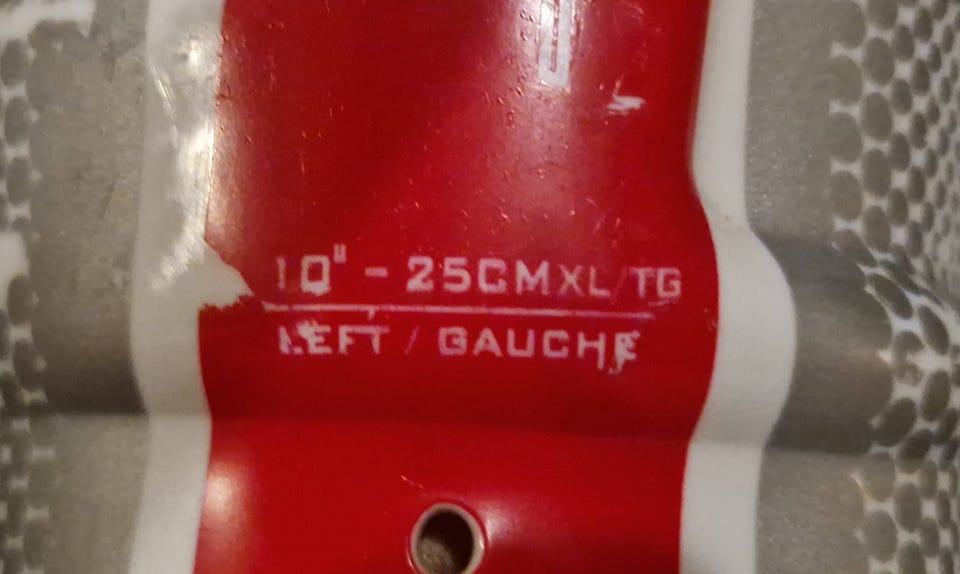 10" - 25CM XL/TG
LEFT / GAUCHE